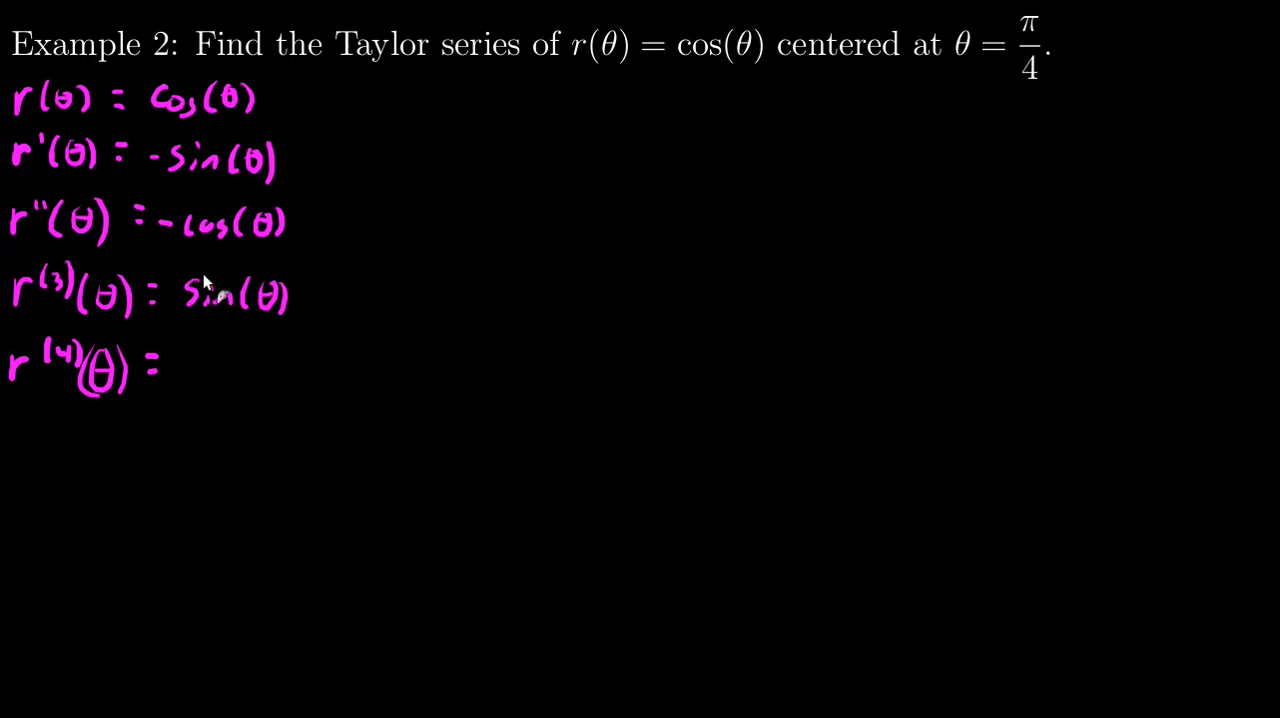 Example 2: Find the Taylor series of r(θ) = cos(θ) centered at θ = π/4.
r(θ) = cos(θ)
r'(θ) = -sin(θ)
r''(θ) = -cos(θ)
r⁽³⁾(θ) = sin(θ)
r⁽⁴⁾(θ) =